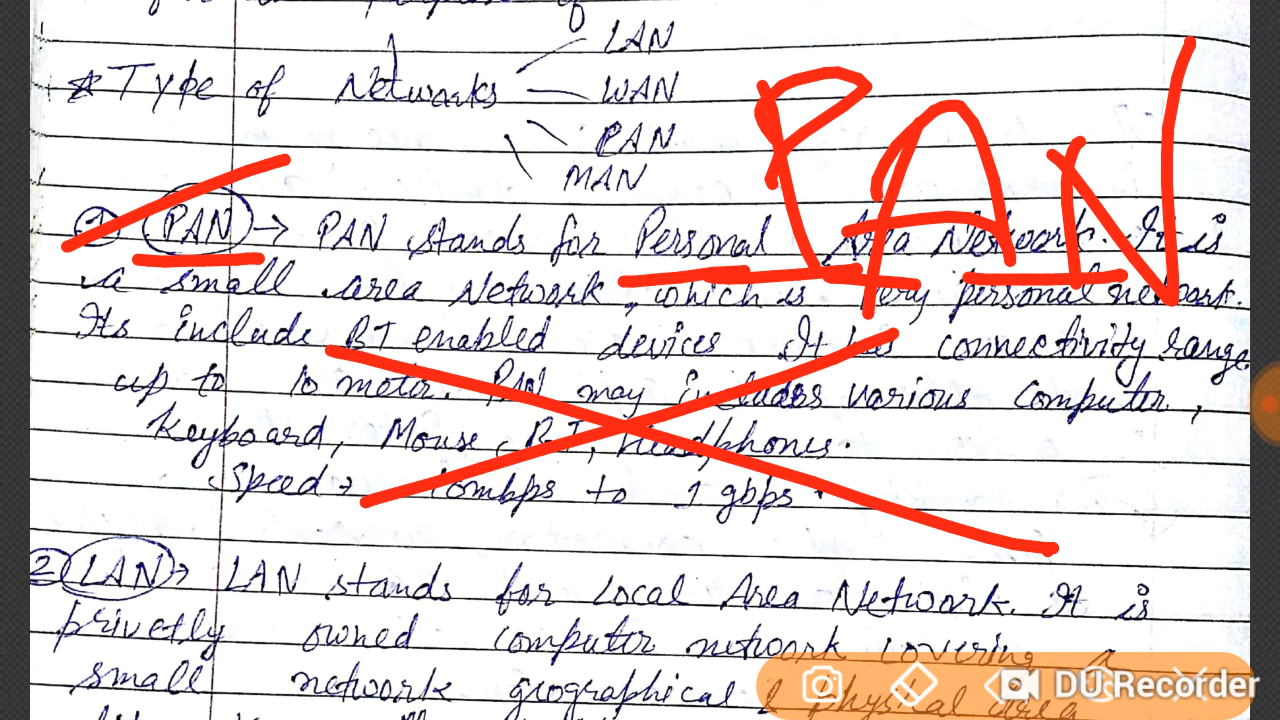 LAN
* Type of Networks WAN
PAN
MAN
PAN
① PAN → PAN stands for Personal Area Network. It is
a small area Network, which is very personal network.
Its include BT enabled devices. It has connectivity range
up to 10 meter. PAN may includes various Computer,
Keyboard, Mouse, BT, Headphones.
Speed → 10mbps to 1 gbps.
② LAN → LAN stands for Local Area Network. It is
privetly owned computer network covering a
small network geographical & physical area
DU Recorder